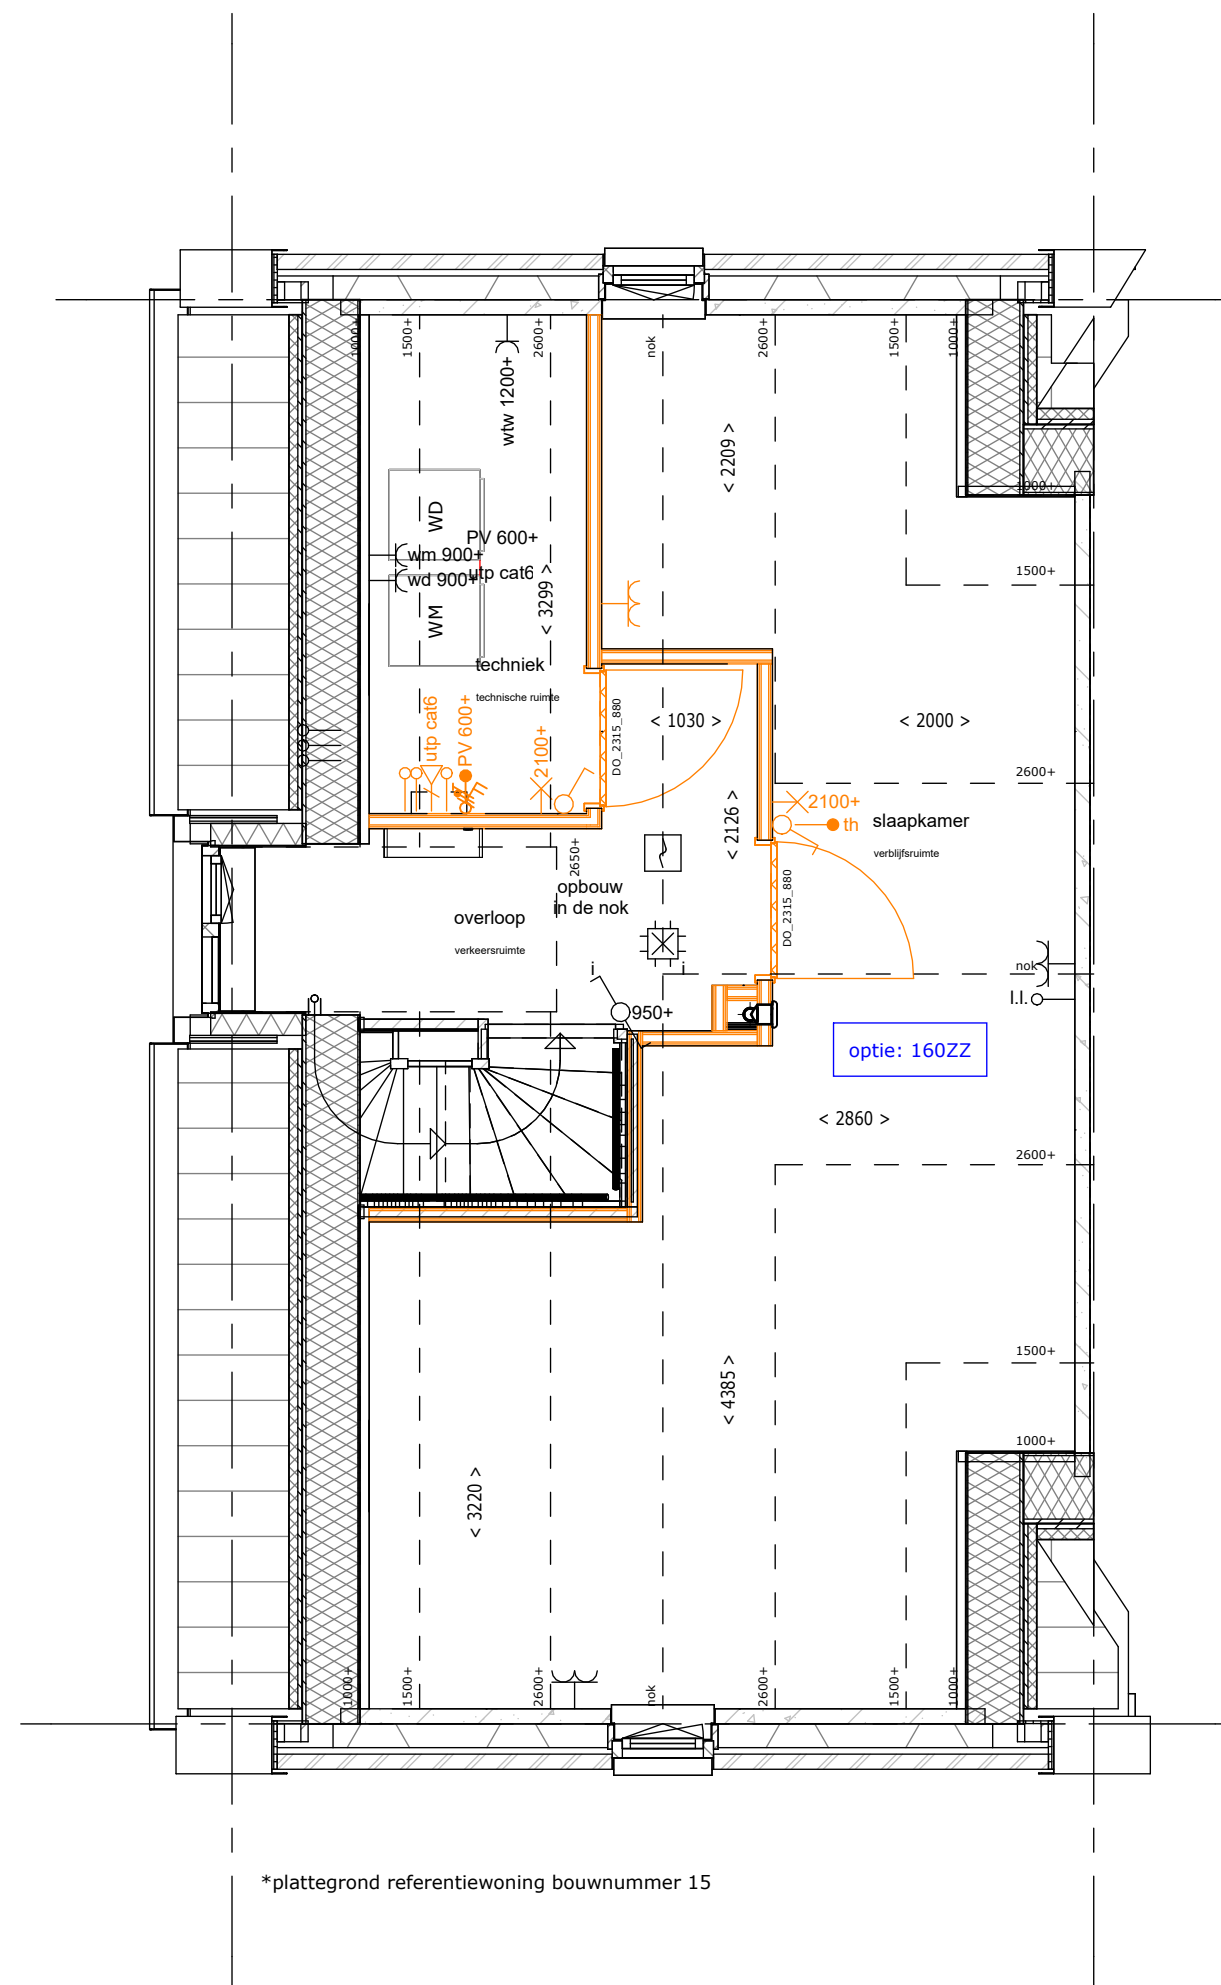 1000+
1500+
2600+
nok
2600+
1500+
1000+
wtw 1200+
< 2209 >
WD
PV 600+
wm 900+
utp cat6
wd 900+
< 3299 >
WM
1000+
1500+
techniek
technische ruimte
utp cat6
PV 600+
2100+
DO_2315_880
< 1030 >
< 2000 >
2600+
< 2126 >
2100+
th
slaapkamer
verblijfsruimte
2650+
opbouw
in de nok
overloop
verkeersruimte
DO_2315_880
i
i
nok
950+
l.l.
optie: 160ZZ
< 2860 >
2600+
1500+
< 4385 >
1000+
< 3220 >
1000+
1500+
2600+
nok
2600+
1500+
1000+
*plattegrond referentiewoning bouwnummer 15